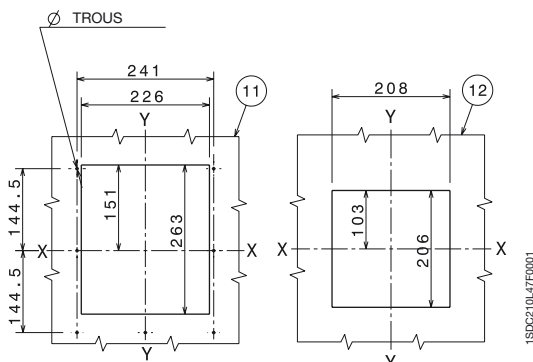 Ø TROUS
241
226
11
Y
144.5
151
263
X
X
144.5
Y
208
12
Y
103
206
X
X
Y
1SDC210L47F0001